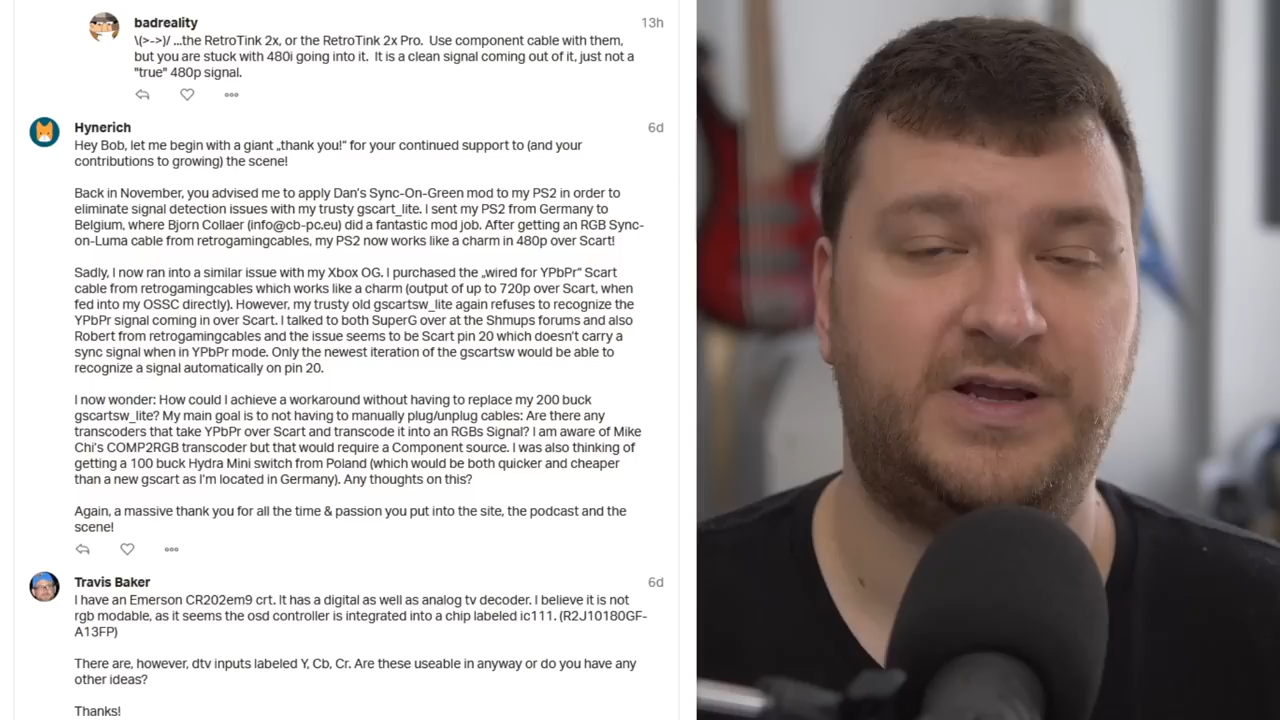 badreality
13h
\(>->)/ ...the RetroTink 2x, or the RetroTink 2x Pro.  Use component cable with them,
but you are stuck with 480i going into it.  It is a clean signal coming out of it, just not a
"true" 480p signal.
Hynerich
6d
Hey Bob, let me begin with a giant „thank you!“ for your continued support to (and your
contributions to growing) the scene!
Back in November, you advised me to apply Dan's Sync-On-Green mod to my PS2 in order to
eliminate signal detection issues with my trusty gscart_lite. I sent my PS2 from Germany to
Belgium, where Bjorn Collaer (info@cb-pc.eu) did a fantastic mod job. After getting an RGB Sync-
on-Luma cable from retrogamingcables, my PS2 now works like a charm in 480p over Scart!
Sadly, I now ran into a similar issue with my Xbox OG. I purchased the „wired for YPbPr“ Scart
cable from retrogamingcables which works like a charm (output of up to 720p over Scart, when
fed into my OSSC directly). However, my trusty old gscartsw_lite again refuses to recognize the
YPbPr signal coming in over Scart. I talked to both SuperG over at the Shmups forums and also
Robert from retrogamingcables and the issue seems to be Scart pin 20 which doesn't carry a
sync signal when in YPbPr mode. Only the newest iteration of the gscartsw would be able to
recognize a signal automatically on pin 20.
I now wonder: How could I achieve a workaround without having to replace my 200 buck
gscartsw_lite? My main goal is to not having to manually plug/unplug cables: Are there any
transcoders that take YPbPr over Scart and transcode it into an RGBs Signal? I am aware of Mike
Chi's COMP2RGB transcoder but that would require a Component source. I was also thinking of
getting a 100 buck Hydra Mini switch from Poland (which would be both quicker and cheaper
than a new gscart as I'm located in Germany). Any thoughts on this?
Again, a massive thank you for all the time & passion you put into the site, the podcast and the
scene!
Travis Baker
6d
I have an Emerson CR202em9 crt. It has a digital as well as analog tv decoder. I believe it is not
rgb modable, as it seems the osd controller is integrated into a chip labeled ic111. (R2J10180GF-
A13FP)
There are, however, dtv inputs labeled Y, Cb, Cr. Are these useable in anyway or do you have any
other ideas?
Thanks!